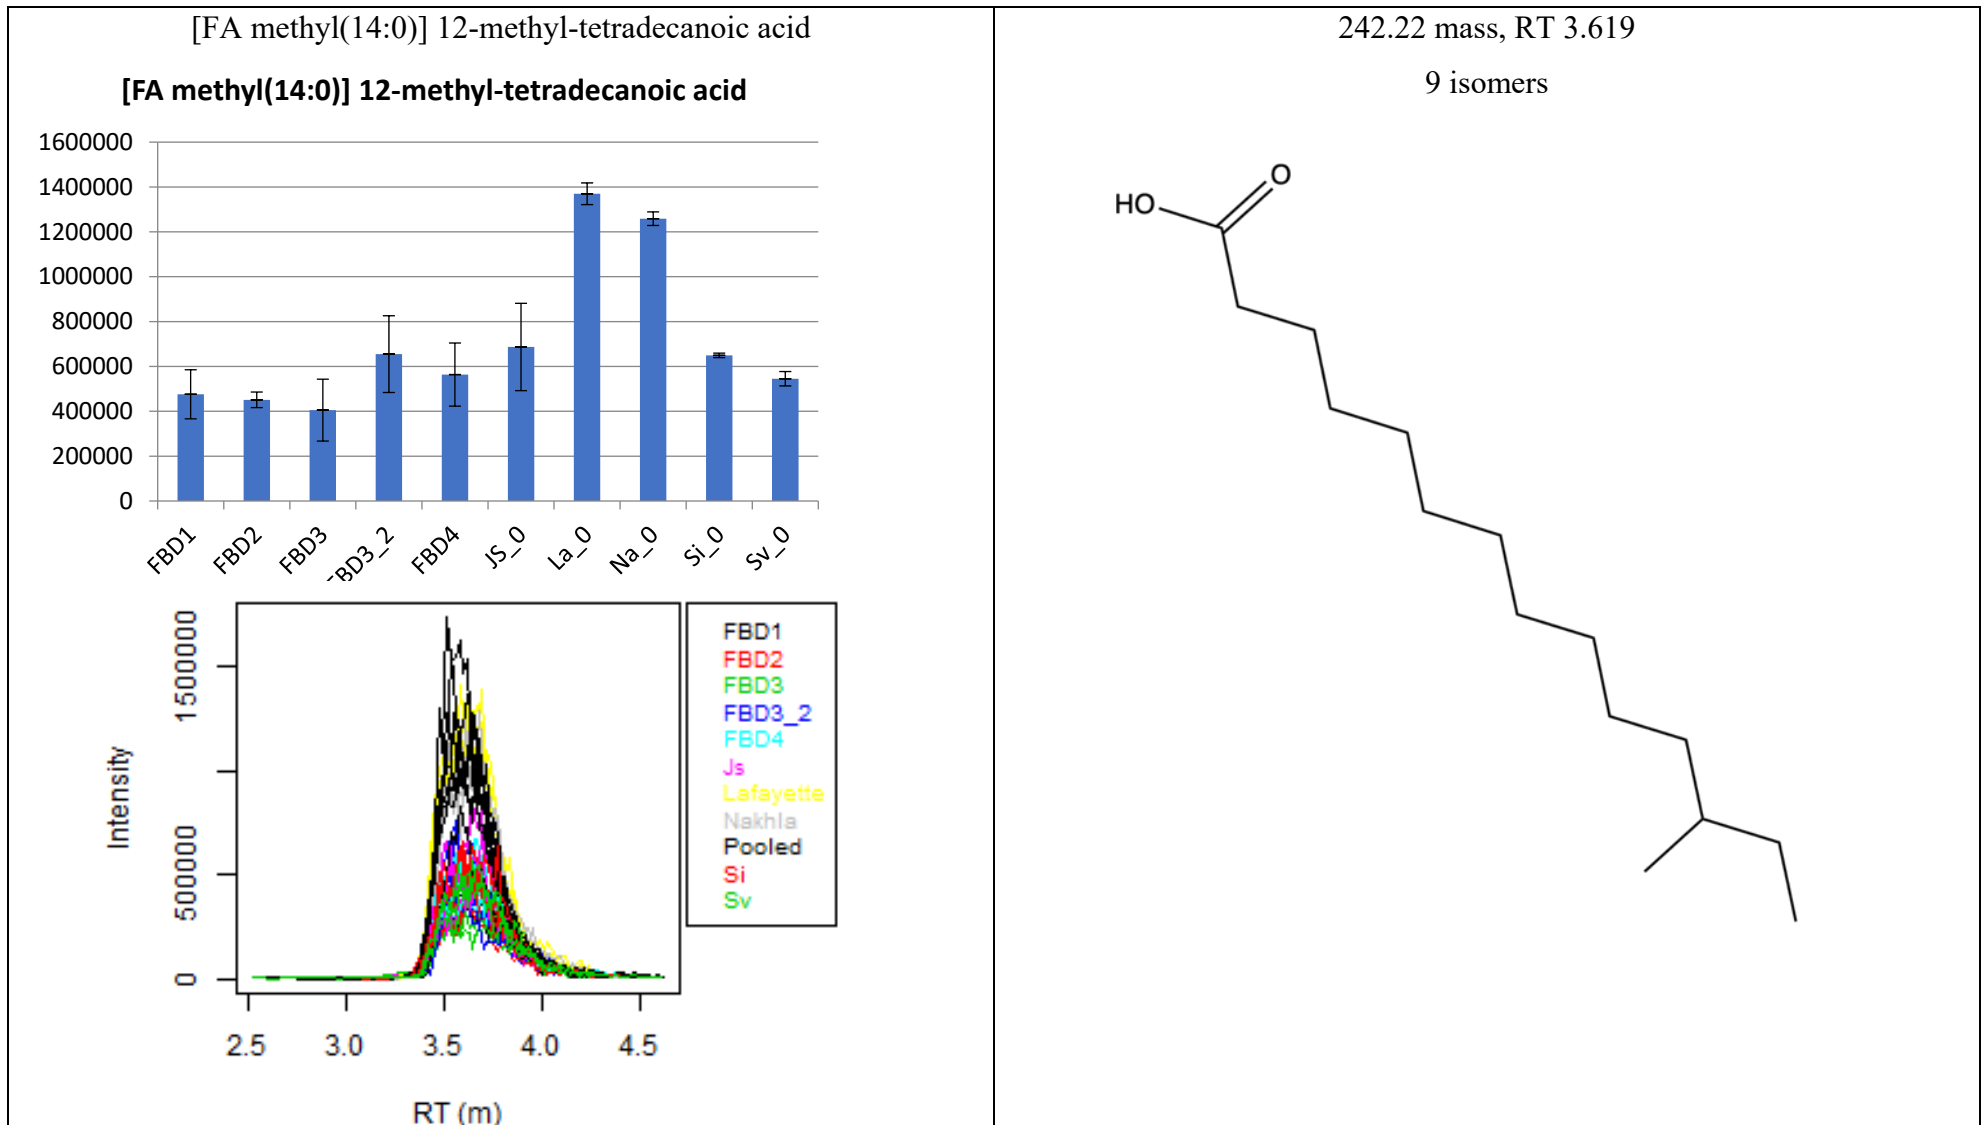 [FA methyl(14:0)] 12-methyl-tetradecanoic acid
[FA methyl(14:0)] 12-methyl-tetradecanoic acid
1600000
1400000
1200000
1000000
800000
600000
400000
200000
0
FBD1
FBD2
FBD3
BD3_2
FBD4
JS_0
La_0
Na_0
Si_0
Sv_0
Intensity
1500000
500000
0
2.5 3.0 3.5 4.0 4.5
RT (m)
FBD1
FBD2
FBD3
FBD3_2
FBD4
Js
Lafayette
Nakhla
Pooled
Si
Sv
242.22 mass, RT 3.619
9 isomers
HO
O